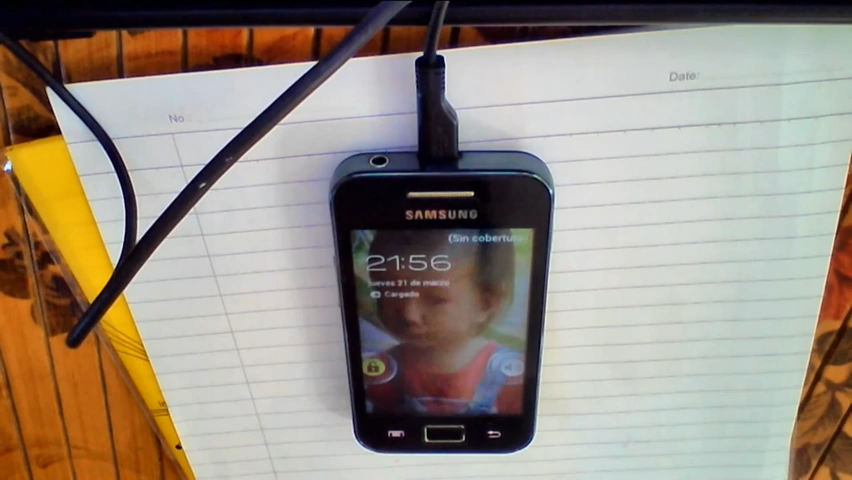 Date:
No
SAMSUNG
(Sin cobertura)
21:56
jueves 21 de marzo
Cargado